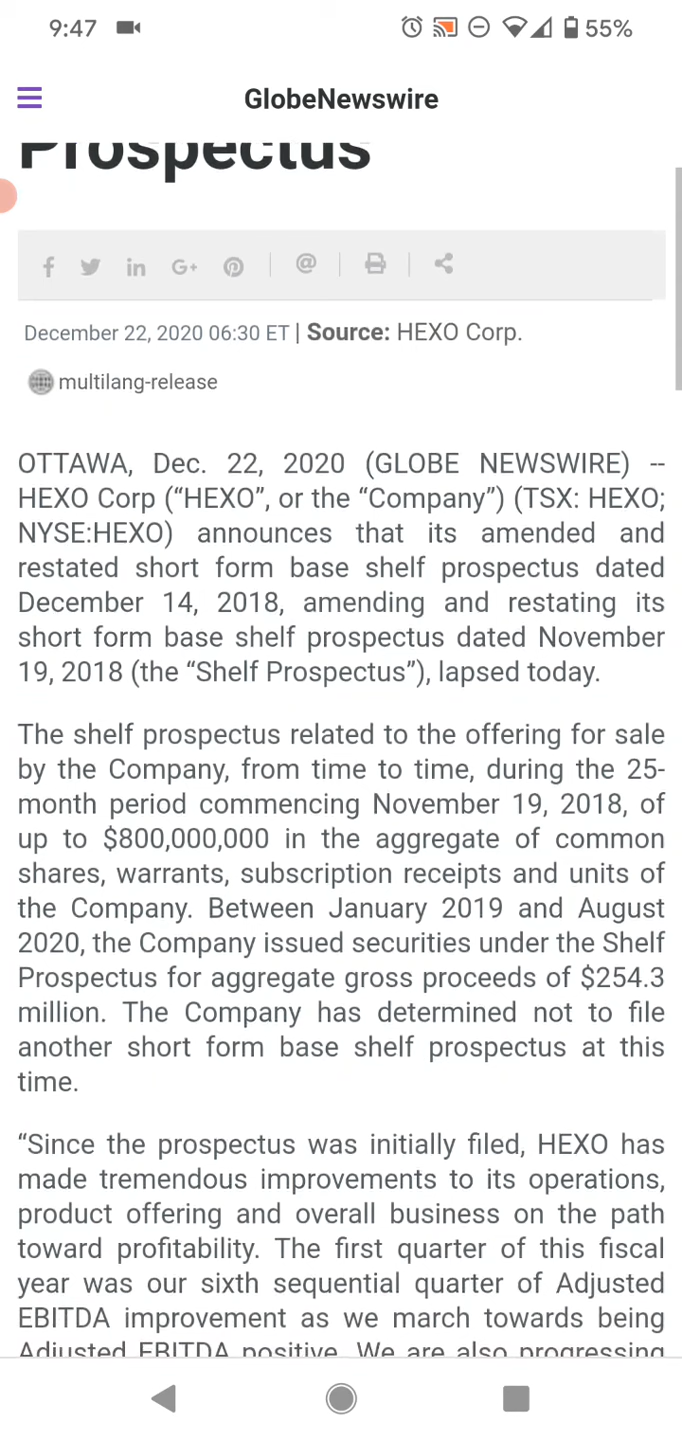 9:47
55%
GlobeNewswire
Prospectus
December 22, 2020 06:30 ET | Source: HEXO Corp.
multilang-release
OTTAWA, Dec. 22, 2020 (GLOBE NEWSWIRE) --
HEXO Corp (“HEXO”, or the “Company”) (TSX: HEXO;
NYSE:HEXO) announces that its amended and
restated short form base shelf prospectus dated
December 14, 2018, amending and restating its
short form base shelf prospectus dated November
19, 2018 (the “Shelf Prospectus”), lapsed today.
The shelf prospectus related to the offering for sale
by the Company, from time to time, during the 25-
month period commencing November 19, 2018, of
up to $800,000,000 in the aggregate of common
shares, warrants, subscription receipts and units of
the Company. Between January 2019 and August
2020, the Company issued securities under the Shelf
Prospectus for aggregate gross proceeds of $254.3
million. The Company has determined not to file
another short form base shelf prospectus at this
time.
“Since the prospectus was initially filed, HEXO has
made tremendous improvements to its operations,
product offering and overall business on the path
toward profitability. The first quarter of this fiscal
year was our sixth sequential quarter of Adjusted
EBITDA improvement as we march towards being
Adjusted EBITDA positive. We are also progressing